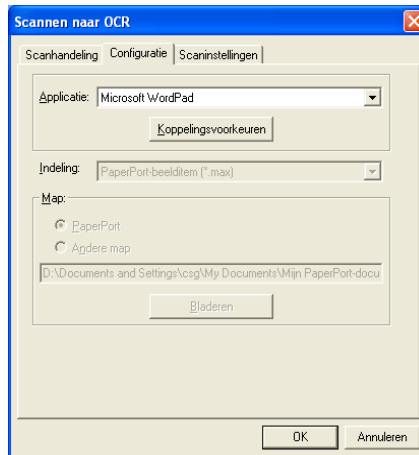 Scannen naar OCR
Scanhandeling Configuratie Scaninstellingen
Applicatie: Microsoft WordPad
Koppelingsvoorkeuren
Indeling: PaperPort-beelditem (*.max)
Map:
PaperPort
Andere map
D:\Documents and Settings\csg\My Documents\Mijn PaperPort-docu
Bladeren
OK Annuleren